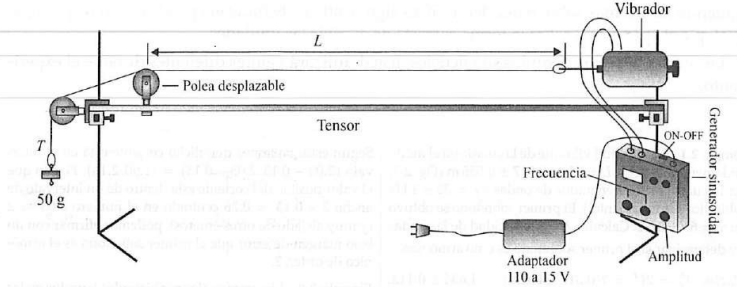 Vibrador
L
Polea desplazable
Tensor
T
50 g
ON-OFF
Generador sinusoidal
Frecuencia
Amplitud
Adaptador
110 a 15 V